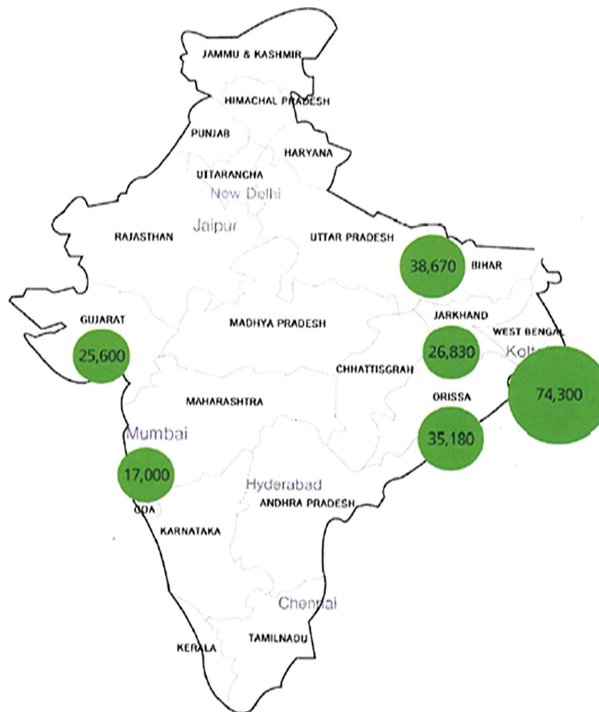 JAMMU & KASHMIR
HIMACHAL PRADESH
PUNJAB
HARYANA
UTTARANCHA
New Delhi
Jaipur
RAJASTHAN
UTTAR PRADESH
38,670
BIHAR
GUJARAT
MADHYA PRADESH
JARKHAND
WEST BENGAL
25,600
26,830
Kolt
CHHATTISGRAH
MAHARASHTRA
ORISSA
74,300
Mumbai
35,180
17,000
Hyderabad
GOA
ANDHRA PRADESH
KARNATAKA
Chennai
KERALA
TAMILNADU